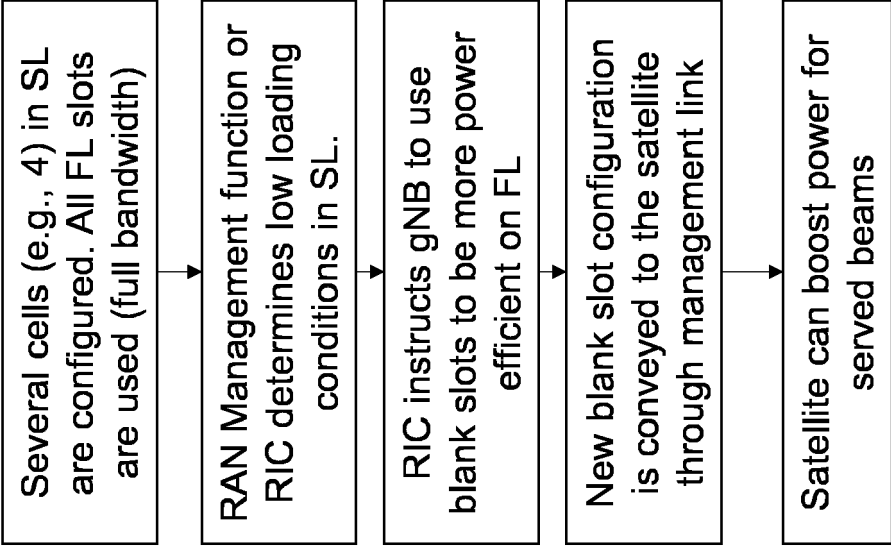 Several cells (e.g., 4) in SL
are configured. All FL slots
are used (full bandwidth)
RAN Management function or
RIC determines low loading
conditions in SL.
RIC instructs gNB to use
blank slots to be more power
efficient on FL
New blank slot configuration
is conveyed to the satellite
through management link
Satellite can boost power for
served beams